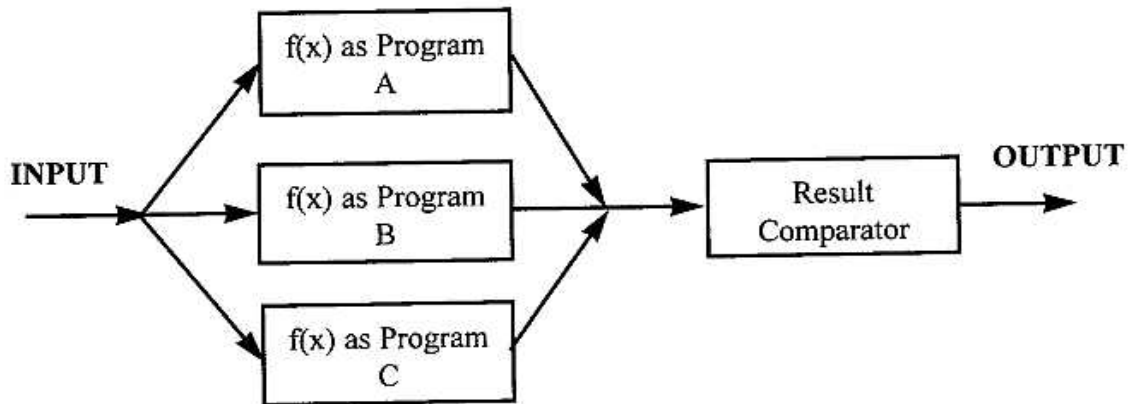 f(x) as Program
A
INPUT
f(x) as Program
B
Result
Comparator
OUTPUT
f(x) as Program
C